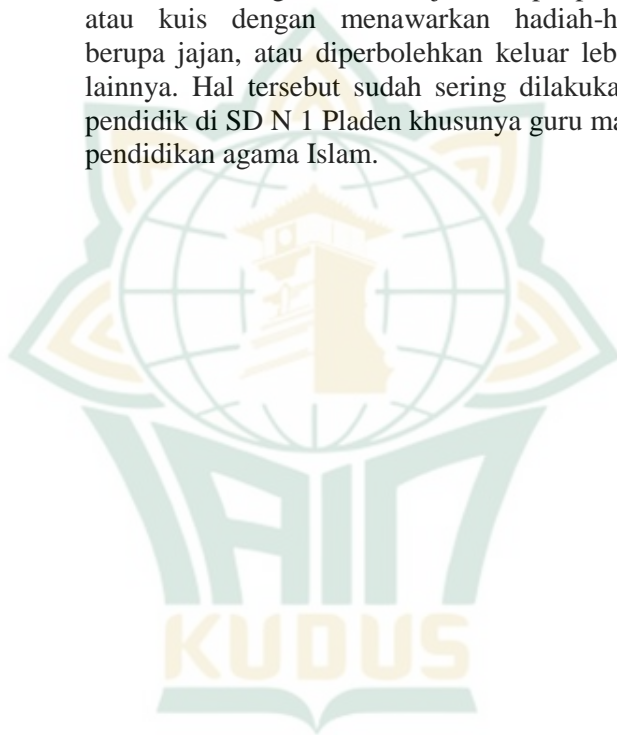 atau kuis dengan menawarkan hadiah-h
berupa jajan, atau diperbolehkan keluar leb
lainnya. Hal tersebut sudah sering dilakuka
pendidik di SD N 1 Pladen khusunya guru ma
pendidikan agama Islam.
IAIN
KUDUS